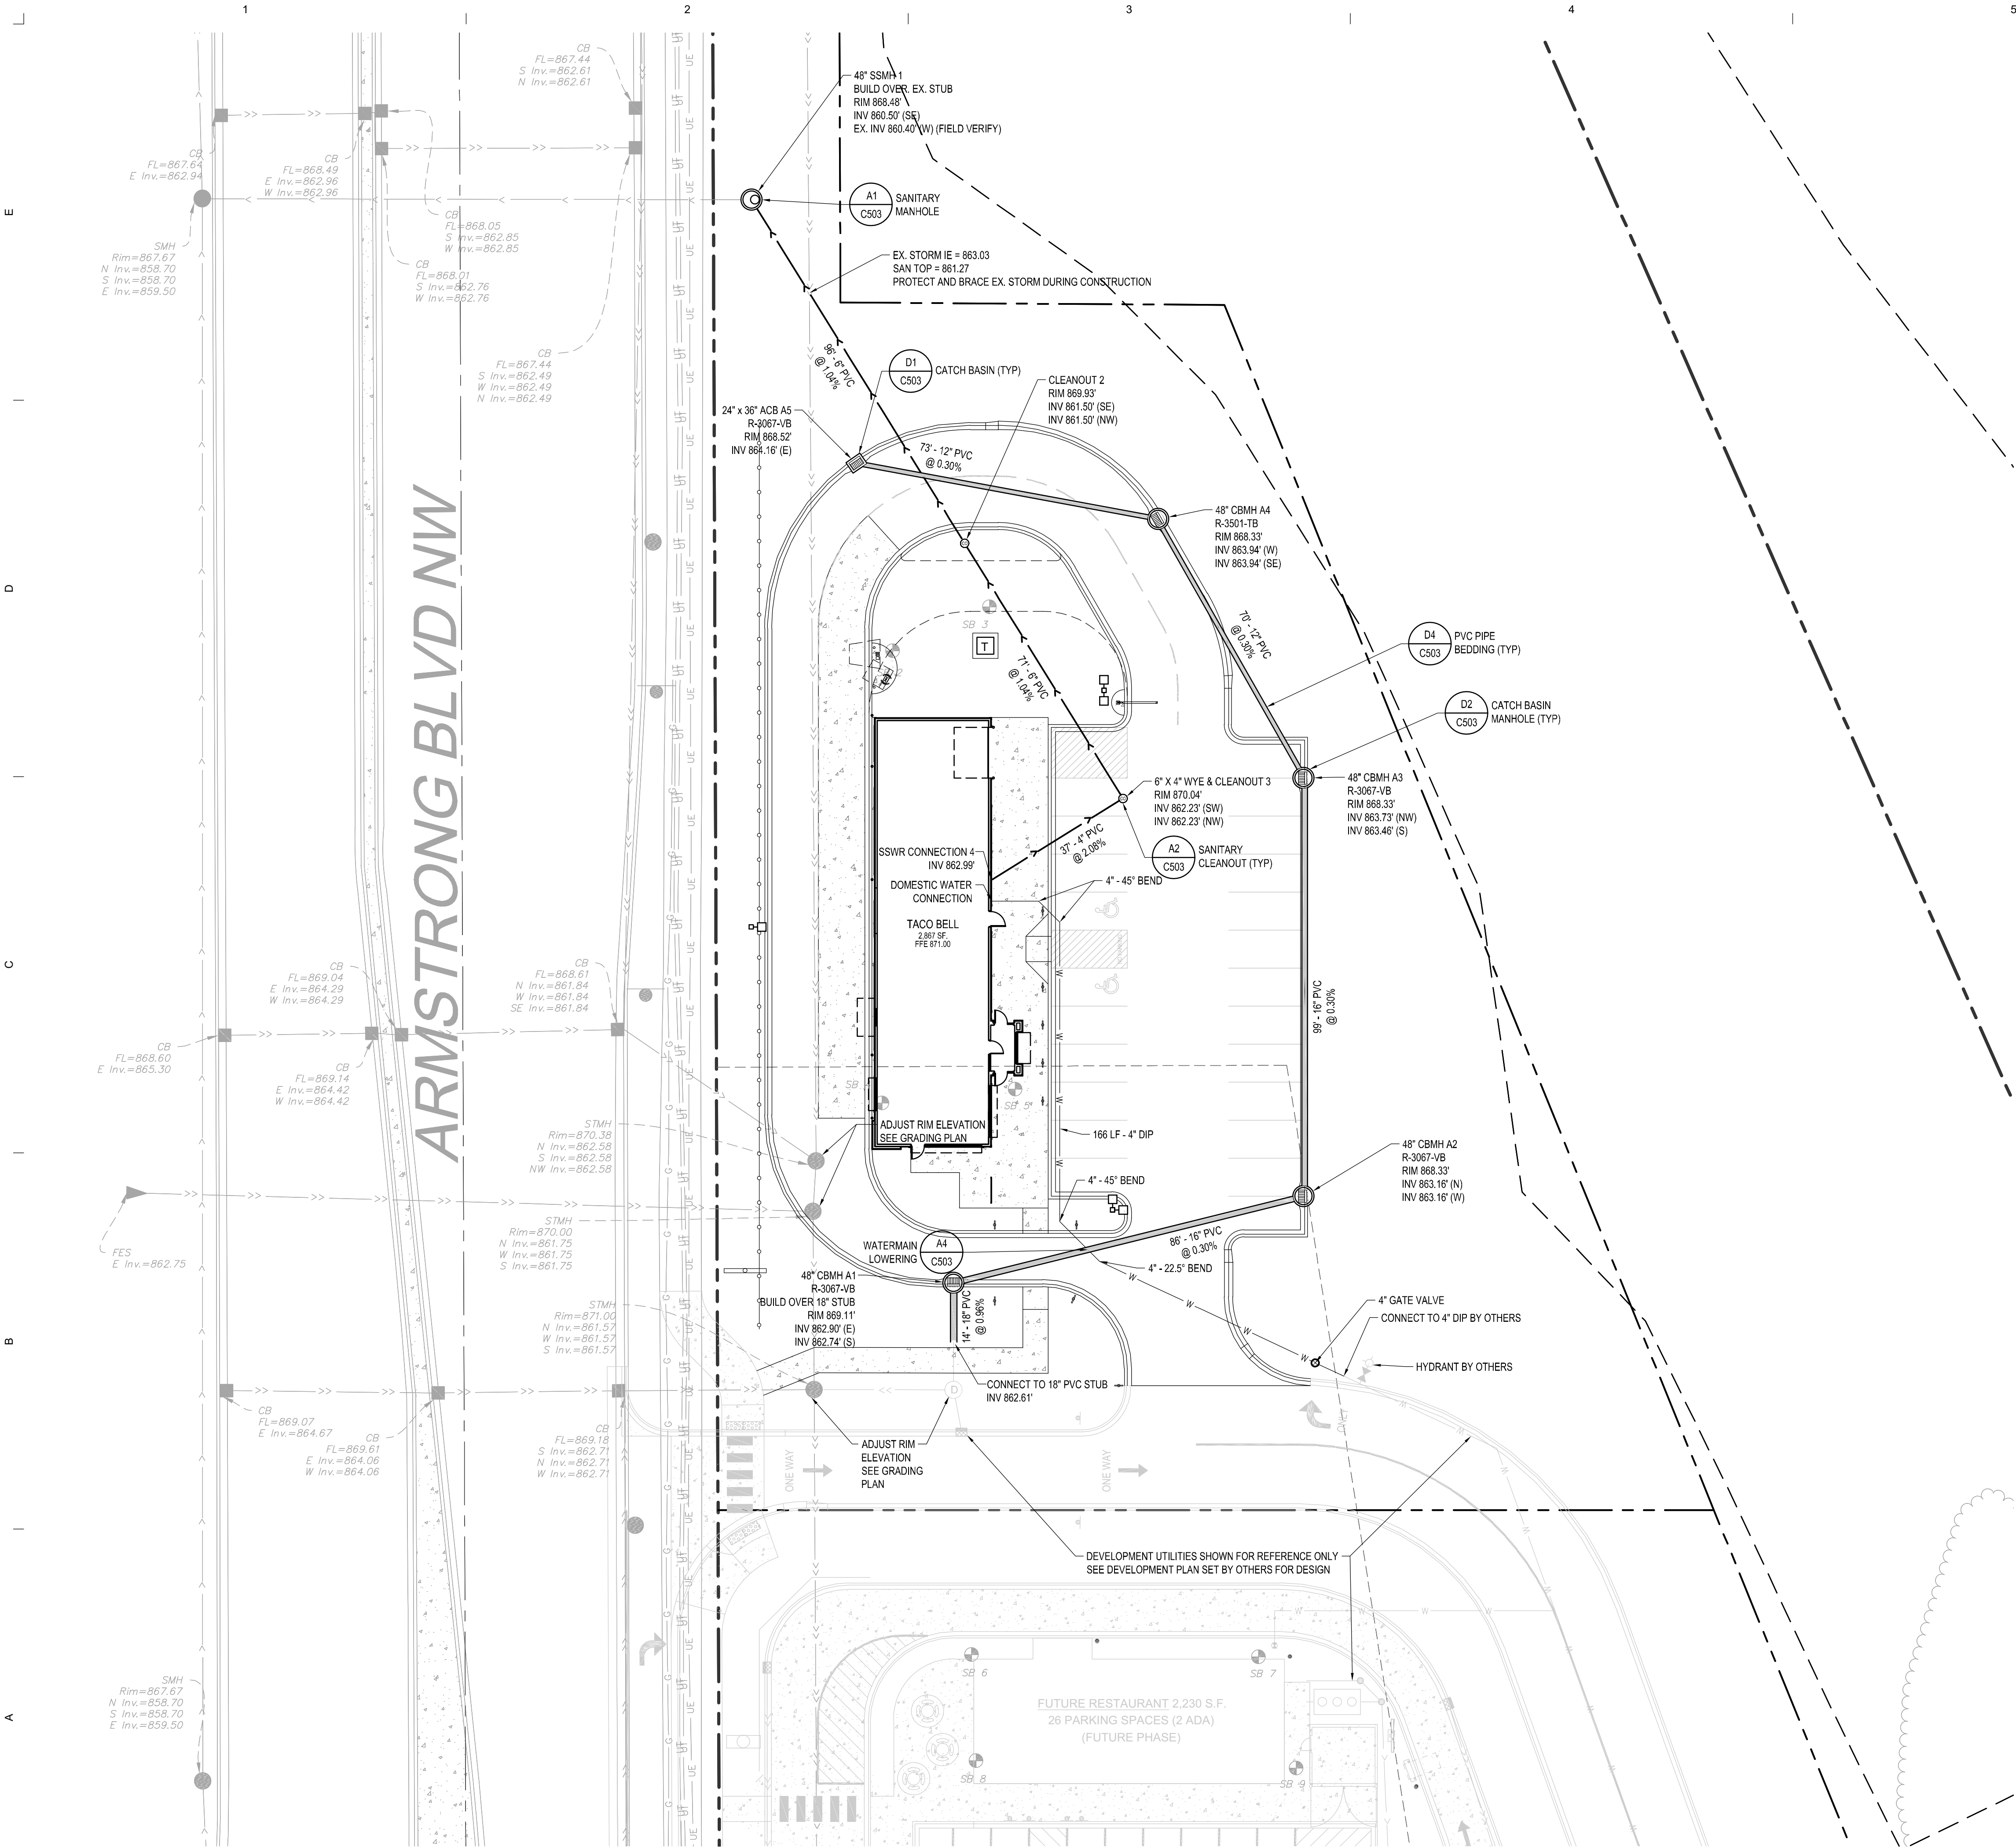 1
2
3
4
5
E
D
C
B
A
CB
FL=867.44
S Inv.=862.61
N Inv.=862.61
48" SSMH 1
BUILD OVER. EX. STUB
RIM 868.48'
INV 860.50' (SE)
EX. INV 860.40' (W) (FIELD VERIFY)
CB
FL=867.64
E Inv.=862.94
CB
FL=868.49
E Inv.=862.96
W Inv.=862.96
A1
C503
SANITARY
MANHOLE
CB
FL=868.05
S Inv.=862.85
W Inv.=862.85
SMH
Rim=867.67
N Inv.=858.70
S Inv.=858.70
E Inv.=859.50
CB
FL=868.01
S Inv.=862.76
W Inv.=862.76
EX. STORM IE = 863.03
SAN TOP = 861.27
PROTECT AND BRACE EX. STORM DURING CONSTRUCTION
CB
FL=867.44
S Inv.=862.49
W Inv.=862.49
N Inv.=862.49
96' - 6" PVC
@ 1.04%
D1
C503
CATCH BASIN (TYP)
CLEANOUT 2
RIM 869.93'
INV 861.50' (SE)
INV 861.50' (NW)
24" x 36" ACB A5
R-3067-VB
RIM 868.52'
INV 864.16' (E)
73' - 12" PVC
@ 0.30%
48" CBMH A4
R-3501-TB
RIM 868.33'
INV 863.94' (W)
INV 863.94' (SE)
ARMSTRONG BLVD NW
SB 3
T
70' - 12" PVC
@ 0.30%
D4
C503
PVC PIPE
BEDDING (TYP)
71' - 6" PVC
@ 1.04%
D2
C503
CATCH BASIN
MANHOLE (TYP)
6" X 4" WYE & CLEANOUT 3
RIM 870.04'
INV 862.23' (SW)
INV 862.23' (NW)
48" CBMH A3
R-3067-VB
RIM 868.33'
INV 863.73' (NW)
INV 863.46' (S)
37' - 4" PVC
@ 2.08%
A2
C503
SANITARY
CLEANOUT (TYP)
SSWR CONNECTION 4
INV 862.99'
DOMESTIC WATER
CONNECTION
4" - 45° BEND
TACO BELL
2,867 SF.
FFE 871.00
CB
FL=869.04
E Inv.=864.29
W Inv.=864.29
CB
FL=868.61
N Inv.=861.84
W Inv.=861.84
SE Inv.=861.84
99' - 16" PVC
@ 0.30%
CB
FL=868.60
E Inv.=865.30
CB
FL=869.14
E Inv.=864.42
W Inv.=864.42
SB
SB 5
ADJUST RIM ELEVATION
SEE GRADING PLAN
166 LF - 4" DIP
STMH
Rim=870.38
N Inv.=862.58
S Inv.=862.58
NW Inv.=862.58
48" CBMH A2
R-3067-VB
RIM 868.33'
INV 863.16' (N)
INV 863.16' (W)
4" - 45° BEND
STMH
Rim=870.00
N Inv.=861.75
W Inv.=861.75
S Inv.=861.75
FES
E Inv.=862.75
WATERMAIN
LOWERING
A4
C503
86' - 16" PVC
@ 0.30%
4" - 22.5° BEND
48" CBMH A1
R-3067-VB
BUILD OVER 18" STUB
RIM 869.11'
INV 862.90' (E)
INV 862.74' (S)
14' - 18" PVC
@ 0.96%
STMH
Rim=871.00
N Inv.=861.57
W Inv.=861.57
S Inv.=861.57
4" GATE VALVE
CONNECT TO 4" DIP BY OTHERS
HYDRANT BY OTHERS
CONNECT TO 18" PVC STUB
INV 862.61'
D
CB
FL=869.07
E Inv.=864.67
CB
FL=869.61
E Inv.=864.06
W Inv.=864.06
CB
FL=869.18
S Inv.=862.71
N Inv.=862.71
W Inv.=862.71
ADJUST RIM
ELEVATION
SEE GRADING
PLAN
ONE WAY
ONE WAY
ONLY
DEVELOPMENT UTILITIES SHOWN FOR REFERENCE ONLY
SEE DEVELOPMENT PLAN SET BY OTHERS FOR DESIGN
SB 6
SB 7
SMH
Rim=867.67
N Inv.=858.70
S Inv.=858.70
E Inv.=859.50
FUTURE RESTAURANT 2,230 S.F.
26 PARKING SPACES (2 ADA)
(FUTURE PHASE)
SB 8
SB 9